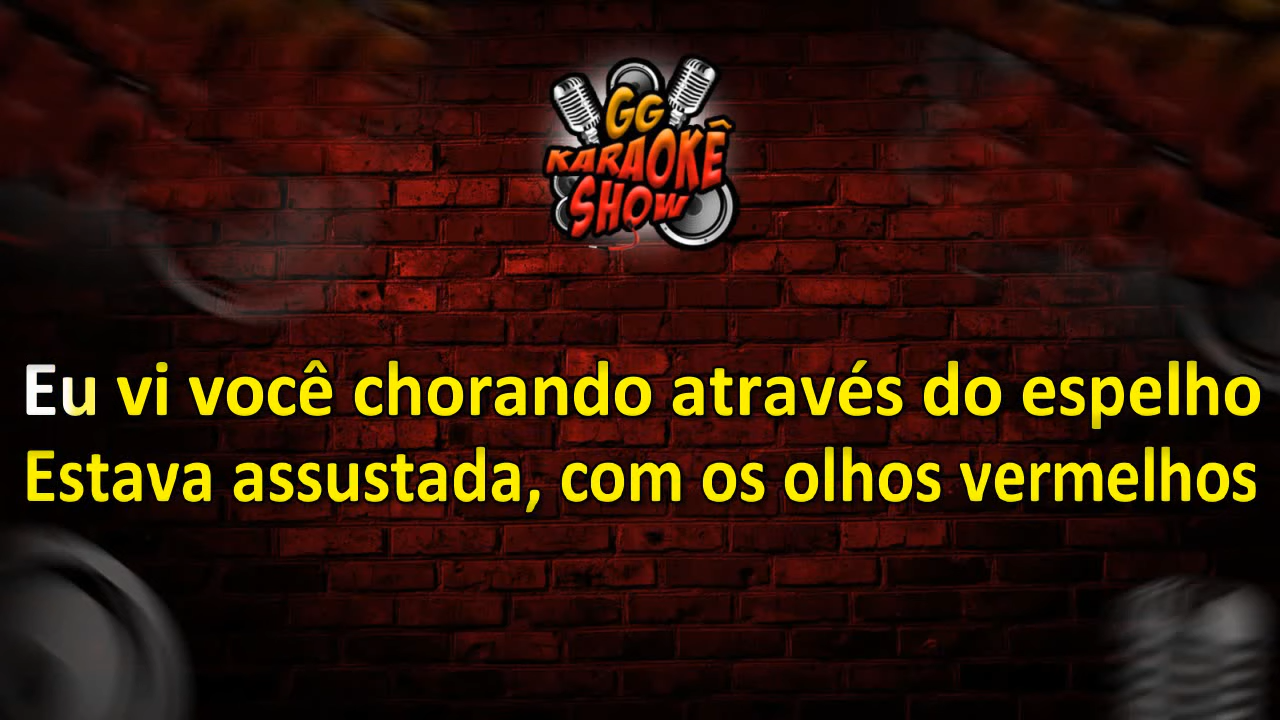 GG
KARAOKÊ
SHOW
Eu vi você chorando através do espelho
Estava assustada, com os olhos vermelhos